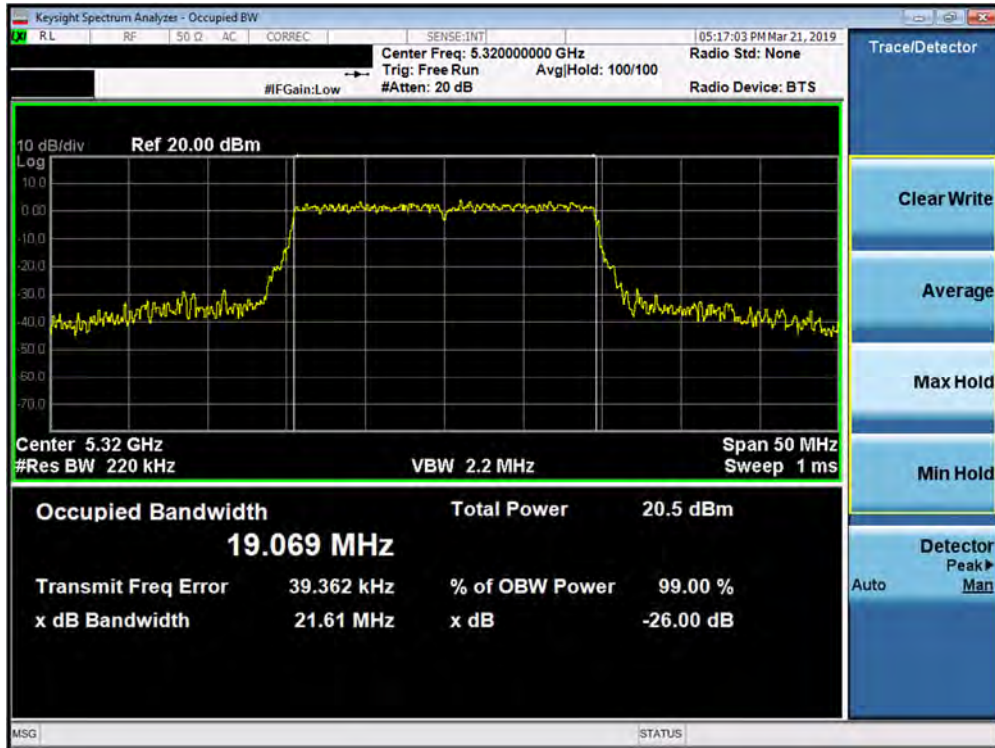 Keysight Spectrum Analyzer - Occupied BW
LXI RL RF 50 Ω AC CORREC SENSE:INT 05:17:03 PM Mar 21, 2019
Center Freq: 5.320000000 GHz Radio Std: None
Trig: Free Run Avg|Hold: 100/100
#IFGain:Low #Atten: 20 dB Radio Device: BTS
Trace/Detector
10 dB/div Ref 20.00 dBm
Log
10.0
0.00
-10.0
-20.0
-30.0
-40.0
-50.0
-60.0
-70.0
Center 5.32 GHz Span 50 MHz
#Res BW 220 kHz VBW 2.2 MHz Sweep 1 ms
Occupied Bandwidth Total Power 20.5 dBm
19.069 MHz
Transmit Freq Error 39.362 kHz % of OBW Power 99.00 %
x dB Bandwidth 21.61 MHz x dB -26.00 dB
Clear Write
Average
Max Hold
Min Hold
Detector
Peak▶
Auto Man
MSG STATUS